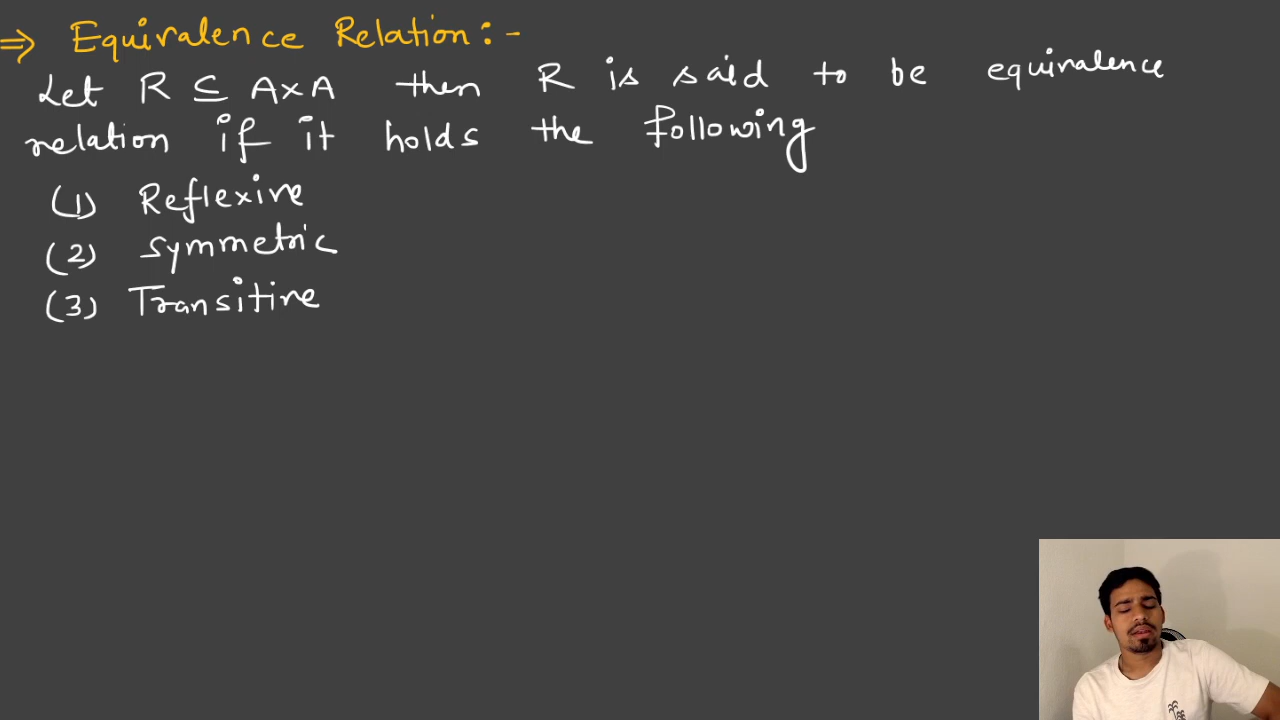 ⇒ Equivalence Relation:-
Let R ⊆ A×A then R is said to be equivalence
relation if it holds the following
(1) Reflexive
(2) Symmetric
(3) Transitive